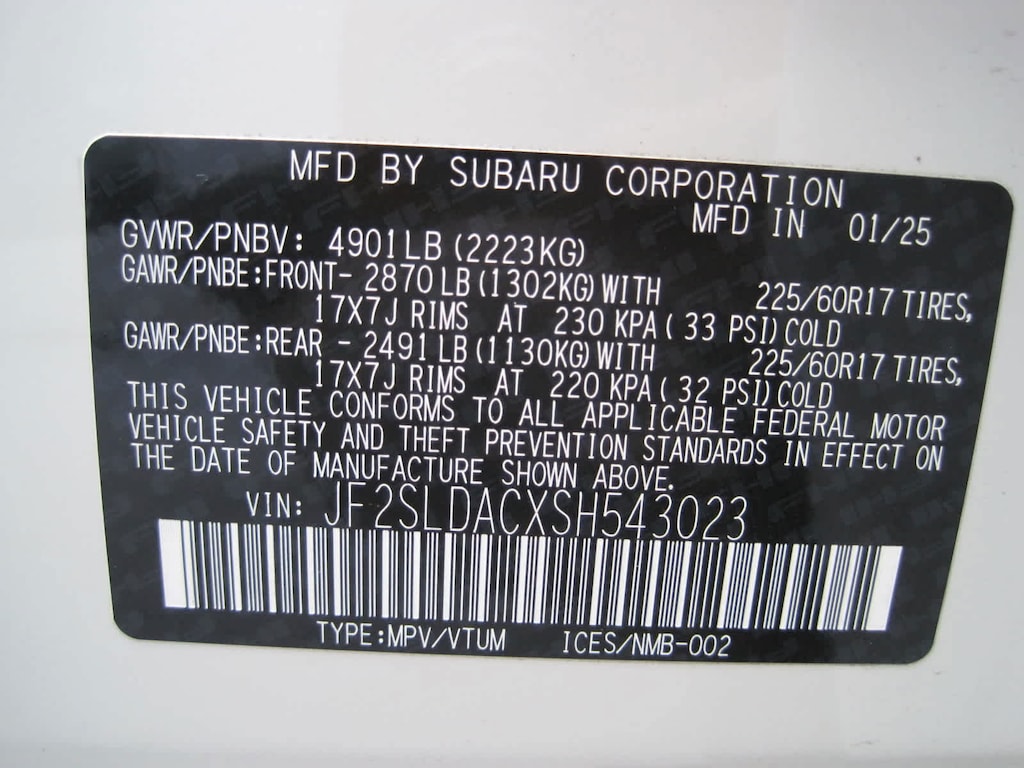 MFD BY SUBARU CORPORATION
MFD IN 01/25
GVWR/PNBV: 4901LB (2223KG)
GAWR/PNBE:FRONT- 2870 LB (1302KG) WITH 225/60R17 TIRES,
17X7J RIMS AT 230 KPA ( 33 PSI) COLD
GAWR/PNBE:REAR - 2491 LB (1130KG) WITH 225/60R17 TIRES,
17X7J RIMS AT 220 KPA ( 32 PSI) COLD
THIS VEHICLE CONFORMS TO ALL APPLICABLE FEDERAL MOTOR
VEHICLE SAFETY AND THEFT PREVENTION STANDARDS IN EFFECT ON
THE DATE OF MANUFACTURE SHOWN ABOVE.
VIN: JF2SLDACXSH543023
TYPE:MPV/VTUM ICES/NMB-002